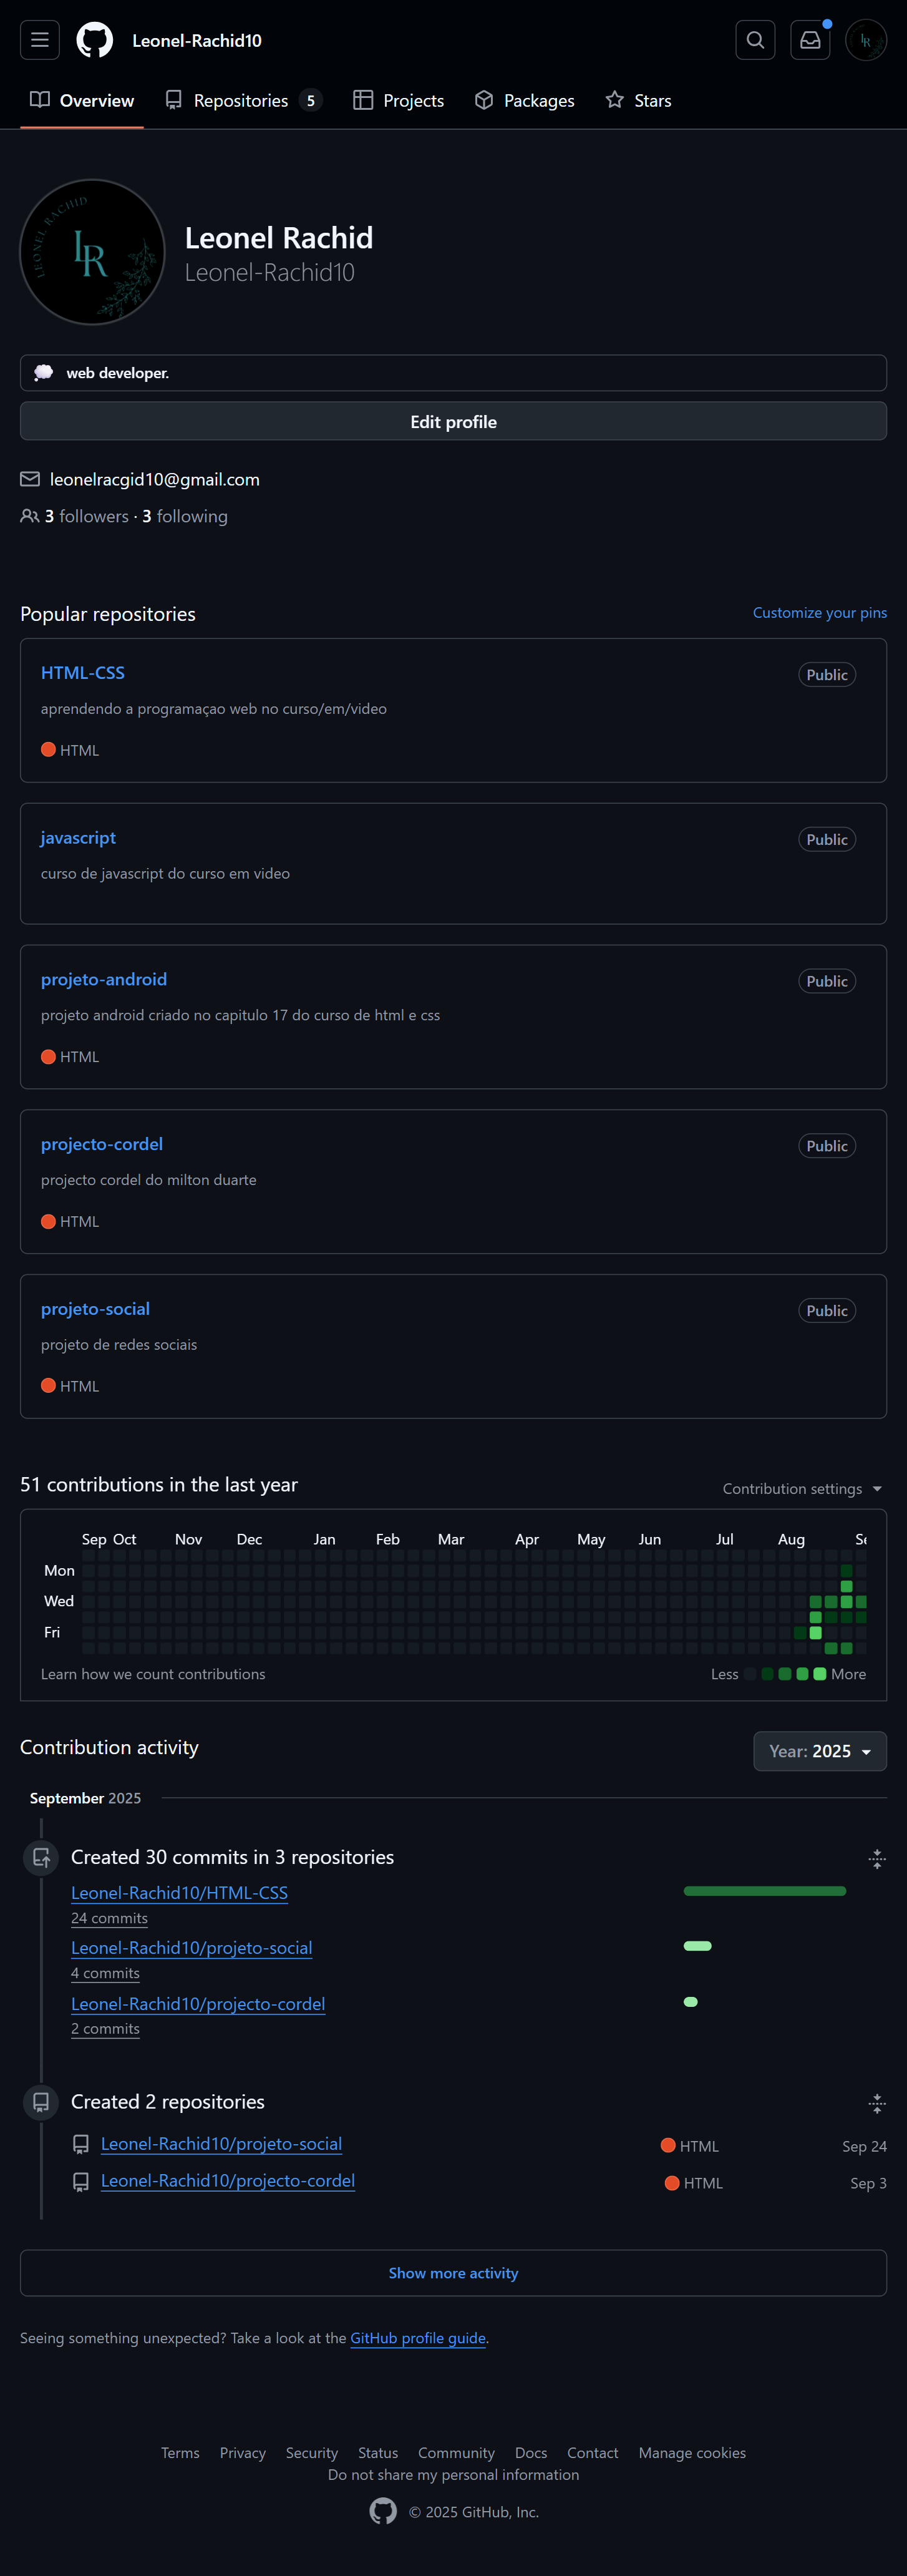 Leonel-Rachid10
Overview
Repositories 5
Projects
Packages
Stars
LEONEL RACHID
LR
Leonel Rachid
Leonel-Rachid10
web developer.
Edit profile
leonelracgid10@gmail.com
3 followers · 3 following
Popular repositories
Customize your pins
HTML-CSS
Public
aprendendo a programaçao web no curso/em/video
HTML
javascript
Public
curso de javascript do curso em video
projeto-android
Public
projeto android criado no capitulo 17 do curso de html e css
HTML
projecto-cordel
Public
projecto cordel do milton duarte
HTML
projeto-social
Public
projeto de redes sociais
HTML
51 contributions in the last year
Contribution settings
Sep Oct Nov Dec Jan Feb Mar Apr May Jun Jul Aug Se
Mon
Wed
Fri
Learn how we count contributions
Less More
Contribution activity
Year: 2025
September 2025
Created 30 commits in 3 repositories
Leonel-Rachid10/HTML-CSS
24 commits
Leonel-Rachid10/projeto-social
4 commits
Leonel-Rachid10/projecto-cordel
2 commits
Created 2 repositories
Leonel-Rachid10/projeto-social HTML Sep 24
Leonel-Rachid10/projecto-cordel HTML Sep 3
Show more activity
Seeing something unexpected? Take a look at the GitHub profile guide.
Terms Privacy Security Status Community Docs Contact Manage cookies
Do not share my personal information
© 2025 GitHub, Inc.